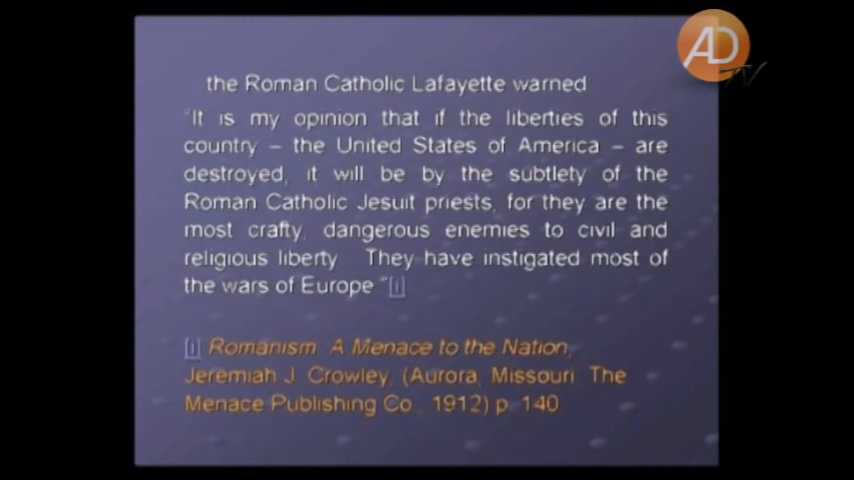 AD
TV
the Roman Catholic Lafayette warned
"It is my opinion that if the liberties of this
country – the United States of America – are
destroyed, it will be by the subtlety of the
Roman Catholic Jesuit priests, for they are the
most crafty, dangerous enemies to civil and
religious liberty They have instigated most of
the wars of Europe "[i]
[i] Romanism A Menace to the Nation,
Jeremiah J Crowley, (Aurora, Missouri The
Menace Publishing Co , 1912) p 140